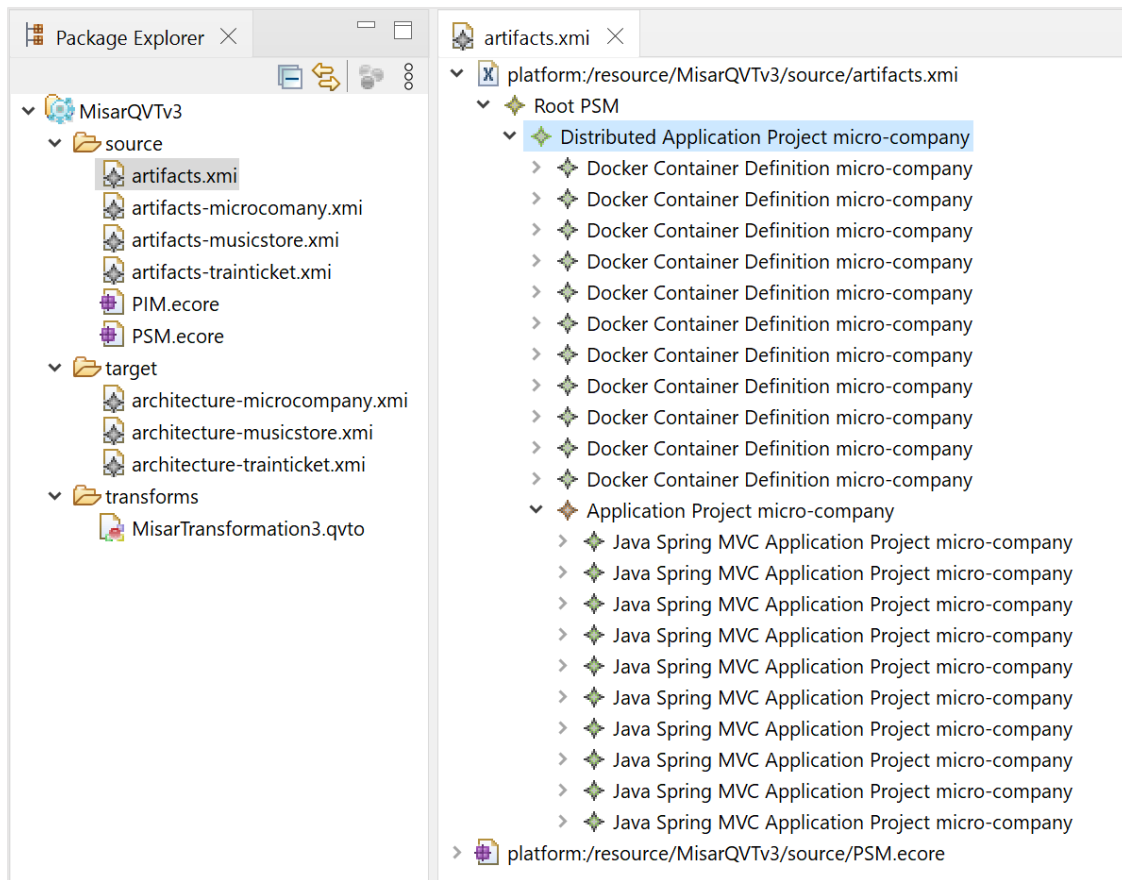 Package Explorer
MisarQVTv3
source
artifacts.xmi
artifacts-microcomany.xmi
artifacts-musicstore.xmi
artifacts-trainticket.xmi
PIM.ecore
PSM.ecore
target
architecture-microcompany.xmi
architecture-musicstore.xmi
architecture-trainticket.xmi
transforms
MisarTransformation3.qvto
artifacts.xmi
platform:/resource/MisarQVTv3/source/artifacts.xmi
Root PSM
Distributed Application Project micro-company
Docker Container Definition micro-company
Docker Container Definition micro-company
Docker Container Definition micro-company
Docker Container Definition micro-company
Docker Container Definition micro-company
Docker Container Definition micro-company
Docker Container Definition micro-company
Docker Container Definition micro-company
Docker Container Definition micro-company
Docker Container Definition micro-company
Docker Container Definition micro-company
Application Project micro-company
Java Spring MVC Application Project micro-company
Java Spring MVC Application Project micro-company
Java Spring MVC Application Project micro-company
Java Spring MVC Application Project micro-company
Java Spring MVC Application Project micro-company
Java Spring MVC Application Project micro-company
Java Spring MVC Application Project micro-company
Java Spring MVC Application Project micro-company
Java Spring MVC Application Project micro-company
Java Spring MVC Application Project micro-company
platform:/resource/MisarQVTv3/source/PSM.ecore